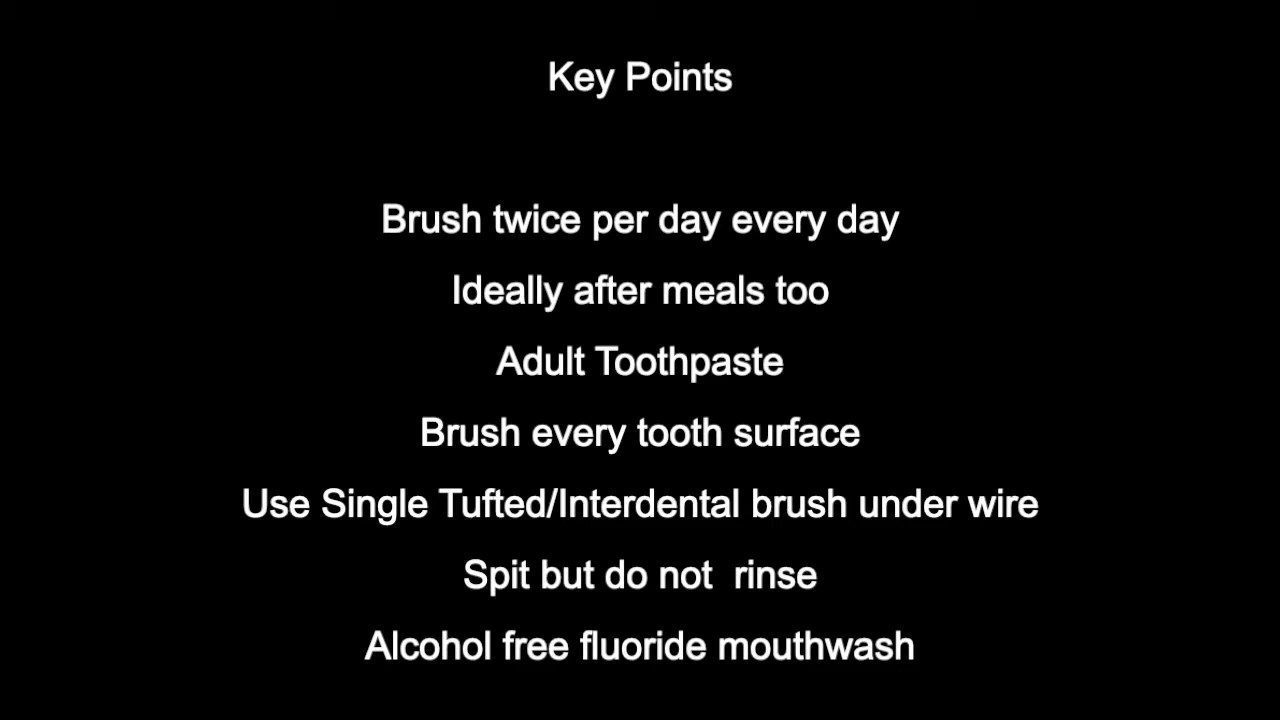 Key Points
Brush twice per day every day
Ideally after meals too
Adult Toothpaste
Brush every tooth surface
Use Single Tufted/Interdental brush under wire
Spit but do not  rinse
Alcohol free fluoride mouthwash